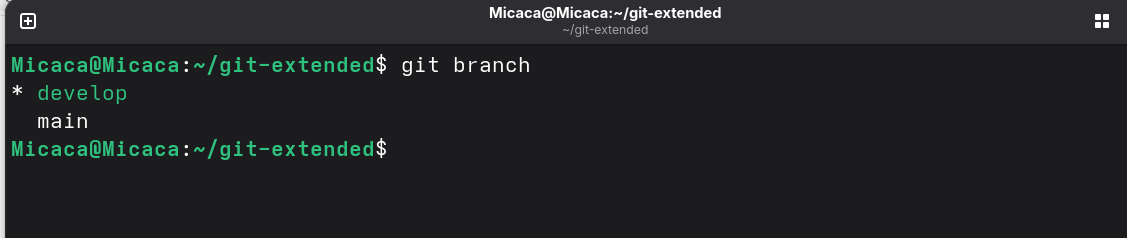 Micaca@Micaca:~/git-extended
~/git-extended
Micaca@Micaca:~/git-extended$ git branch
* develop
  main
Micaca@Micaca:~/git-extended$